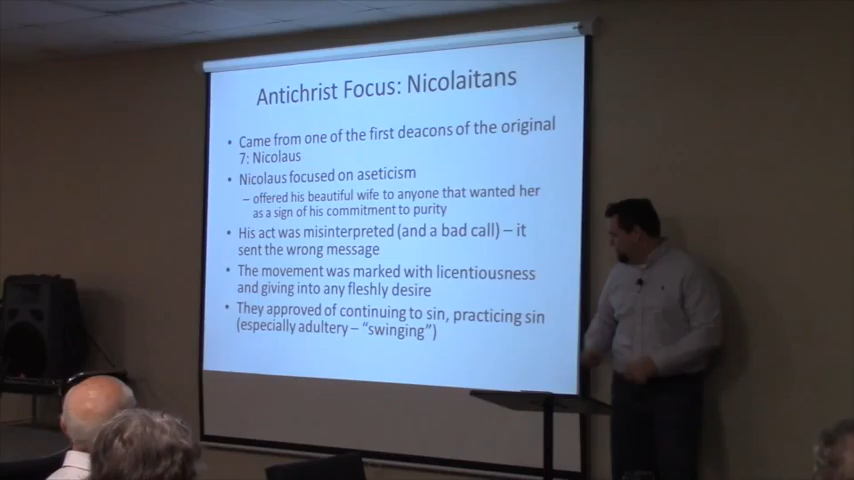 Antichrist Focus: Nicolaitans
• Came from one of the first deacons of the original
7: Nicolaus
• Nicolaus focused on aseticism
– offered his beautiful wife to anyone that wanted her
as a sign of his commitment to purity
• His act was misinterpreted (and a bad call) – it
sent the wrong message
• The movement was marked with licentiousness
and giving into any fleshly desire
• They approved of continuing to sin, practicing sin
(especially adultery – “swinging”)